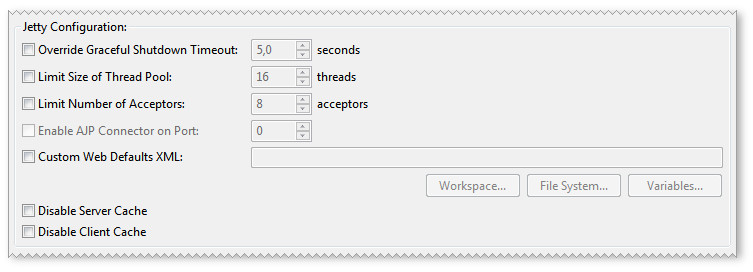 Jetty Configuration:
Override Graceful Shutdown Timeout: 5,0 seconds
Limit Size of Thread Pool: 16 threads
Limit Number of Acceptors: 8 acceptors
Enable AJP Connector on Port: 0
Custom Web Defaults XML:
Workspace... File System... Variables...
Disable Server Cache
Disable Client Cache